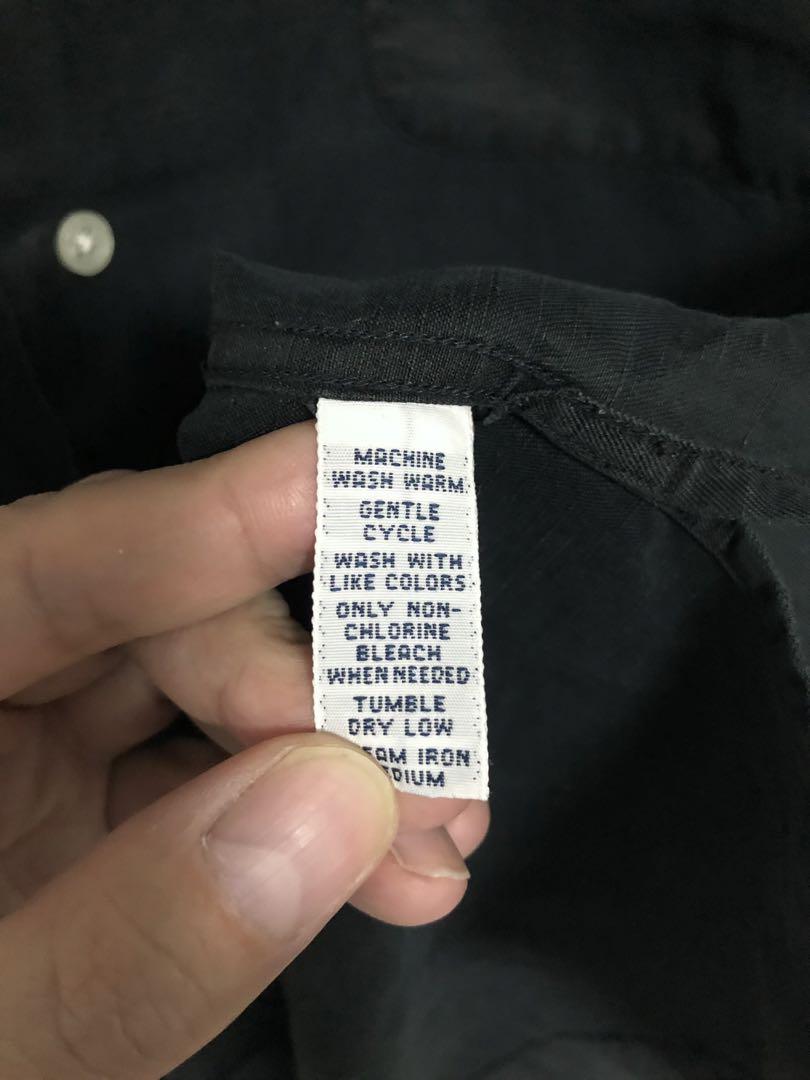 MACHINE
WASH WARM
GENTLE
CYCLE
WASH WITH
LIKE COLORS
ONLY NON-
CHLORINE
BLEACH
WHEN NEEDED
TUMBLE
DRY LOW
IRON